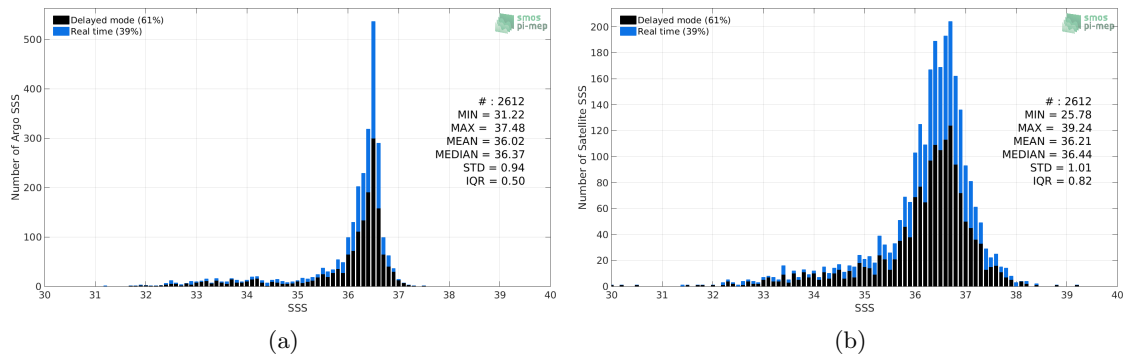 Delayed mode (61%)
Real time (39%)
smos
pi-mep
500
400
300
200
100
0
Number of Argo SSS
# : 2612
MIN = 31.22
MAX = 37.48
MEAN = 36.02
MEDIAN = 36.37
STD = 0.94
IQR = 0.50
30 31 32 33 34 35 36 37 38 39 40
SSS
(a)
Delayed mode (61%)
Real time (39%)
smos
pi-mep
200
180
160
140
120
100
80
60
40
20
0
Number of Satellite SSS
# : 2612
MIN = 25.78
MAX = 39.24
MEAN = 36.21
MEDIAN = 36.44
STD = 1.01
IQR = 0.82
30 31 32 33 34 35 36 37 38 39 40
SSS
(b)